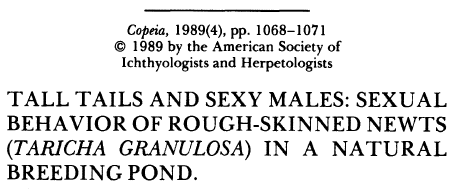 Copeia, 1989(4), pp. 1068–1071
© 1989 by the American Society of
Ichthyologists and Herpetologists
TALL TAILS AND SEXY MALES: SEXUAL
BEHAVIOR OF ROUGH-SKINNED NEWTS
(TARICHA GRANULOSA) IN A NATURAL
BREEDING POND.